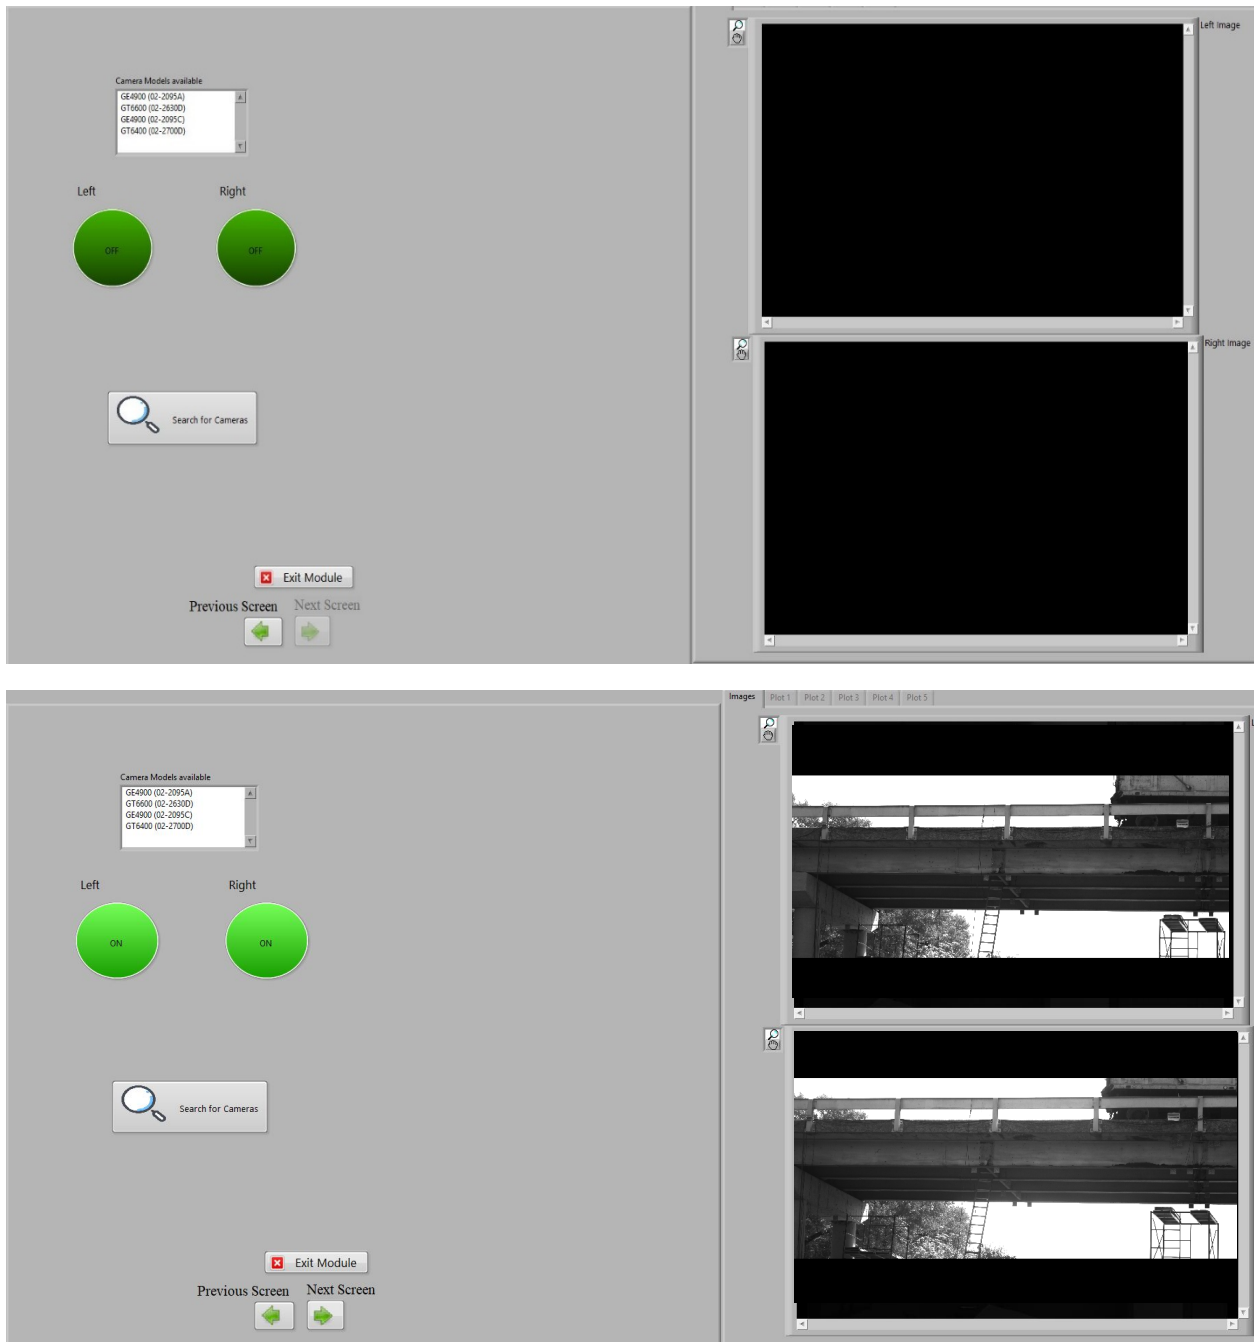 Left Image
Camera Models available
GE4900 (02-2095A)
GT6600 (02-2630D)
GE4900 (02-2095C)
GT6400 (02-2700D)
Left Right
OFF OFF
Right Image
Search for Cameras
Exit Module
Previous Screen Next Screen
Images Plot 1 Plot 2 Plot 3 Plot 4 Plot 5
Camera Models available
GE4900 (02-2095A)
GT6600 (02-2630D)
GE4900 (02-2095C)
GT6400 (02-2700D)
Left Right
ON ON
Search for Cameras
Exit Module
Previous Screen Next Screen